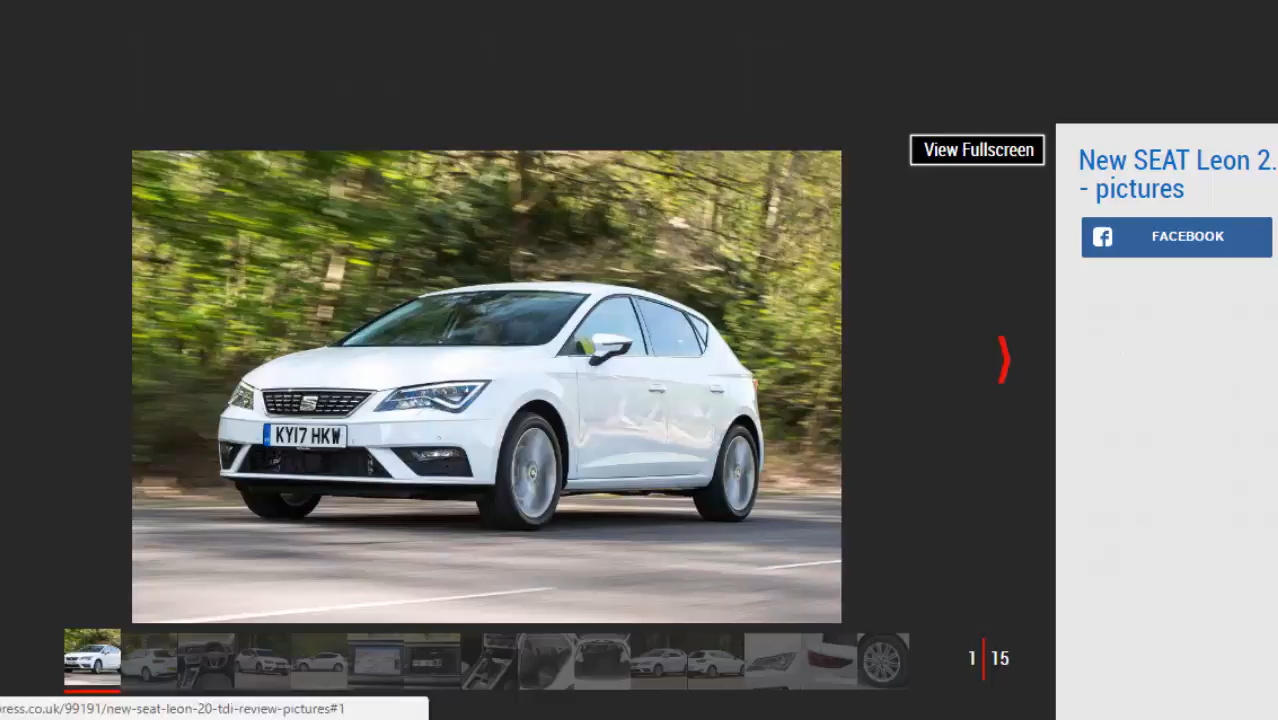 View Fullscreen
New SEAT Leon 2.
- pictures
FACEBOOK
KY17 HKW
1 15
ress.co.uk/99191/new-seat-leon-20-tdi-review-pictures#1